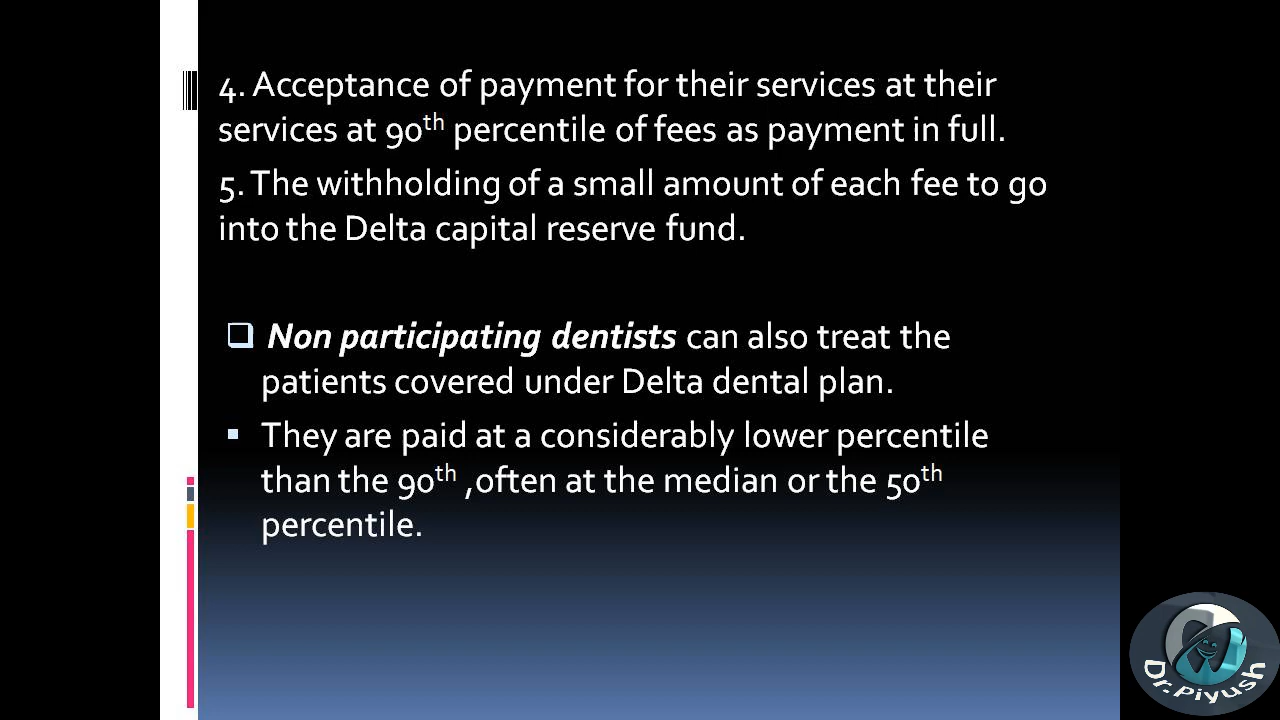 4. Acceptance of payment for their services at their
services at 90th percentile of fees as payment in full.
5. The withholding of a small amount of each fee to go
into the Delta capital reserve fund.
Non participating dentists can also treat the
patients covered under Delta dental plan.
They are paid at a considerably lower percentile
than the 90th ,often at the median or the 50th
percentile.
Dr.Piyush